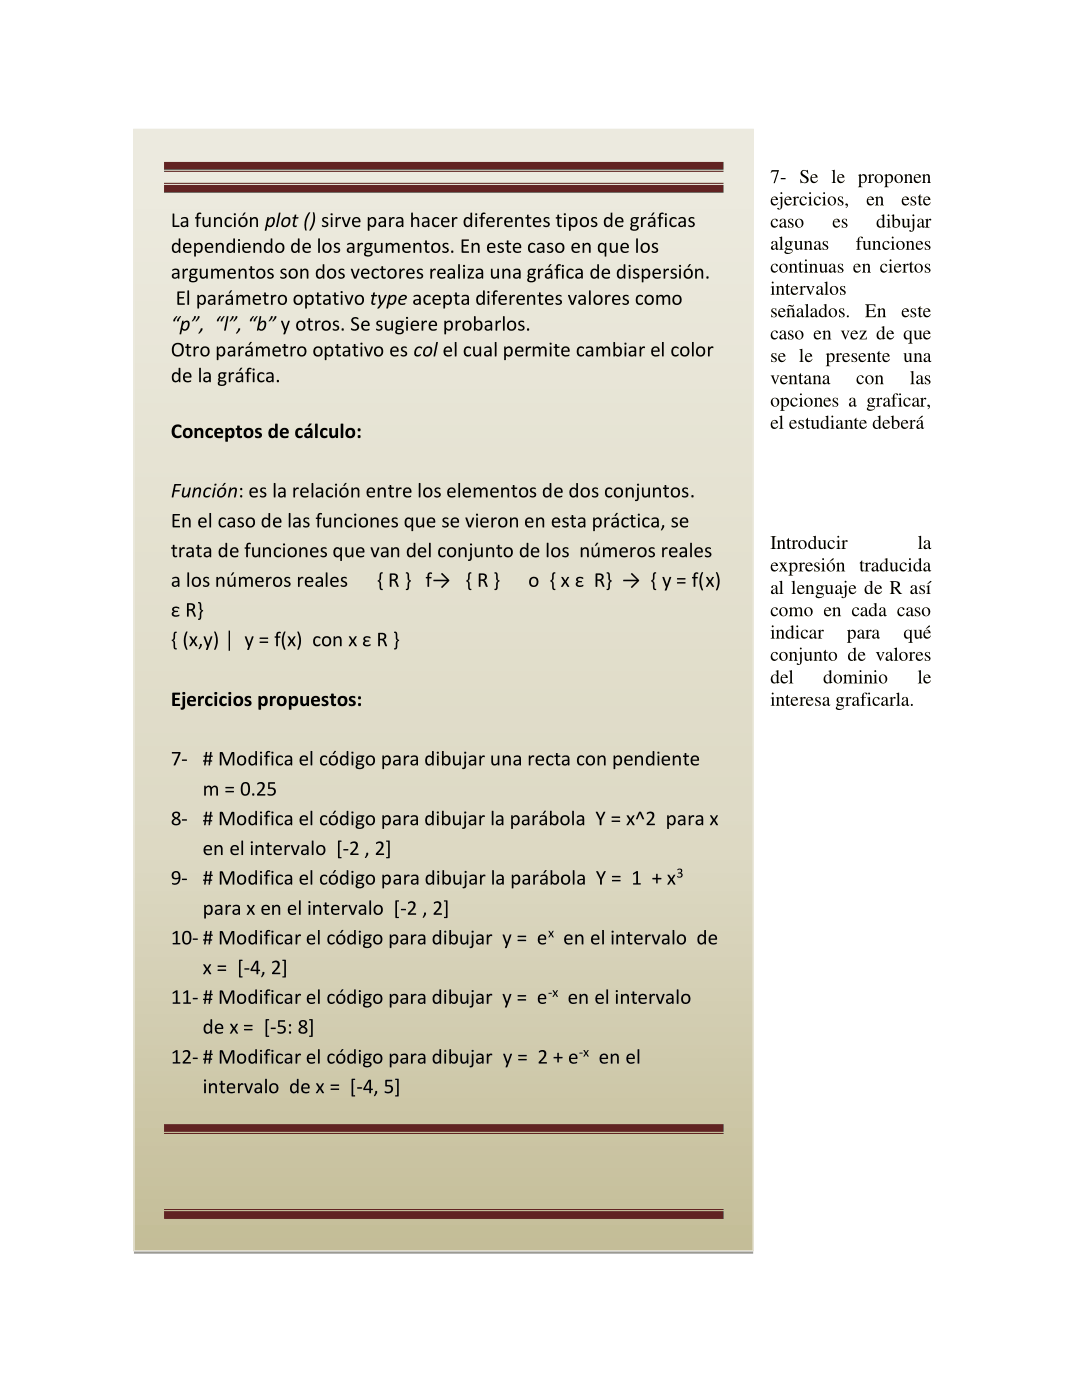 La función plot () sirve para hacer diferentes tipos de gráficas
dependiendo de los argumentos. En este caso en que los
argumentos son dos vectores realiza una gráfica de dispersión.
El parámetro optativo type acepta diferentes valores como
“p”, “l”, “b” y otros. Se sugiere probarlos.
Otro parámetro optativo es col el cual permite cambiar el color
de la gráfica.
Conceptos de cálculo:
Función: es la relación entre los elementos de dos conjuntos.
En el caso de las funciones que se vieron en esta práctica, se
trata de funciones que van del conjunto de los números reales
a los números reales { R } f→ { R } o { x ε R} → { y = f(x)
ε R}
{ (x,y) | y = f(x) con x ε R }
Ejercicios propuestos:
7- # Modifica el código para dibujar una recta con pendiente
m = 0.25
8- # Modifica el código para dibujar la parábola Y = x^2 para x
en el intervalo [-2 , 2]
9- # Modifica el código para dibujar la parábola Y = 1 + x³
para x en el intervalo [-2 , 2]
10- # Modificar el código para dibujar y = eˣ en el intervalo de
x = [-4, 2]
11- # Modificar el código para dibujar y = e⁻ˣ en el intervalo
de x = [-5: 8]
12- # Modificar el código para dibujar y = 2 + e⁻ˣ en el
intervalo de x = [-4, 5]
7- Se le proponen
ejercicios, en este
caso es dibujar
algunas funciones
continuas en ciertos
intervalos
señalados. En este
caso en vez de que
se le presente una
ventana con las
opciones a graficar,
el estudiante deberá
Introducir la
expresión traducida
al lenguaje de R así
como en cada caso
indicar para qué
conjunto de valores
del dominio le
interesa graficarla.